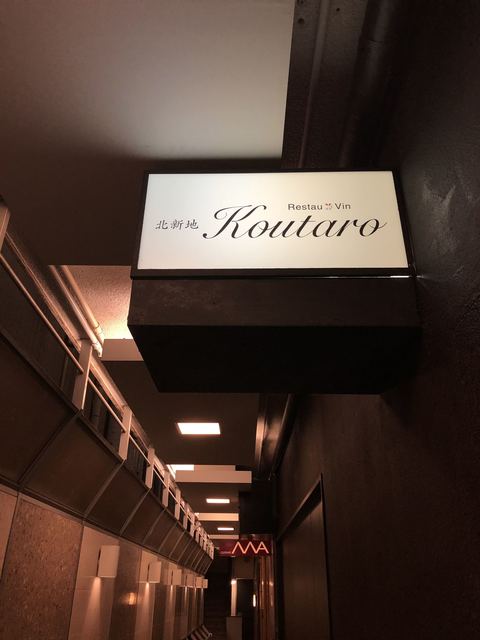 Restau Vin
北新地 Koutaro